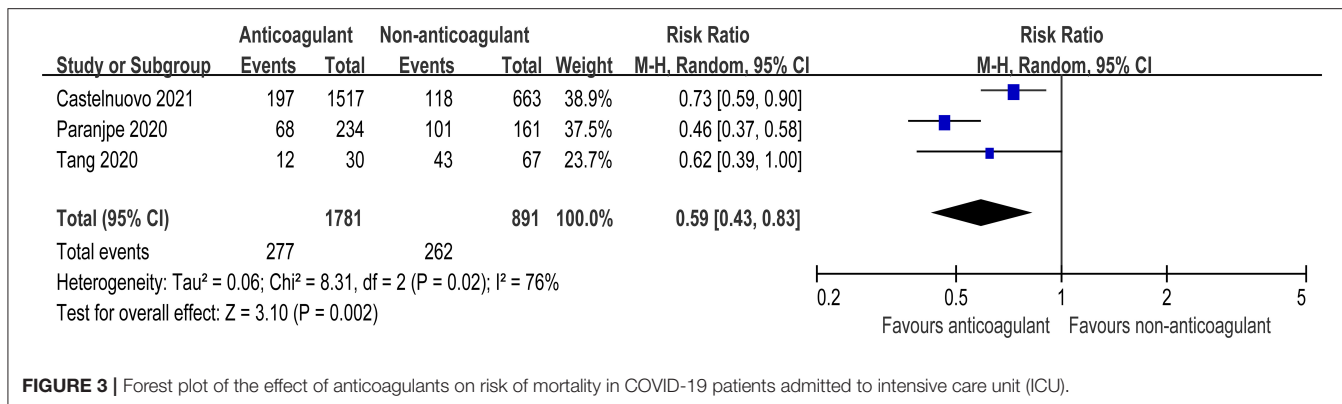 Anticoagulant Non-anticoagulant Risk Ratio Risk Ratio
Study or Subgroup Events Total Events Total Weight M-H, Random, 95% CI M-H, Random, 95% CI
Castelnuovo 2021 197 1517 118 663 38.9% 0.73 [0.59, 0.90]
Paranjpe 2020 68 234 101 161 37.5% 0.46 [0.37, 0.58]
Tang 2020 12 30 43 67 23.7% 0.62 [0.39, 1.00]
Total (95% CI) 1781 891 100.0% 0.59 [0.43, 0.83]
Total events 277 262
Heterogeneity: Tau² = 0.06; Chi² = 8.31, df = 2 (P = 0.02); I² = 76%
Test for overall effect: Z = 3.10 (P = 0.002)
0.2 0.5 1 2 5
Favours anticoagulant Favours non-anticoagulant
FIGURE 3 | Forest plot of the effect of anticoagulants on risk of mortality in COVID-19 patients admitted to intensive care unit (ICU).